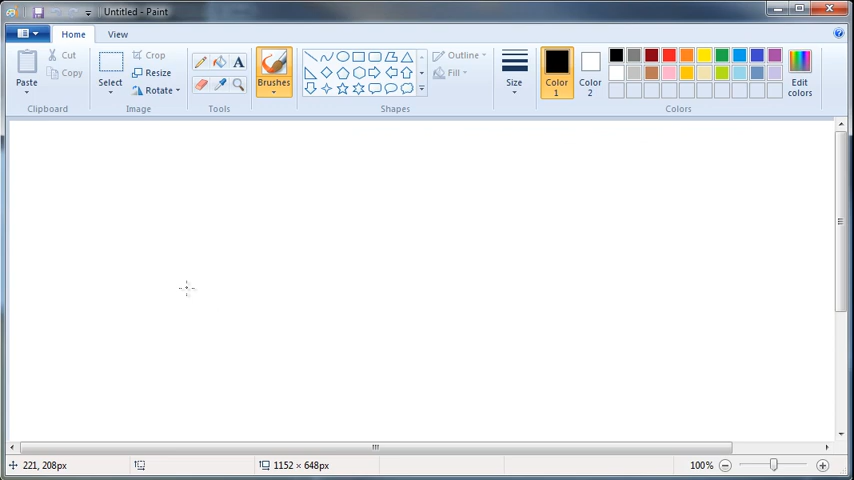 Untitled - Paint
Home
View
Paste
Cut
Copy
Clipboard
Select
Crop
Resize
Rotate
Image
A
Tools
Brushes
Shapes
Outline
Fill
Size
Color 1
Color 2
Colors
Edit colors
221, 208px
1152 × 648px
100%